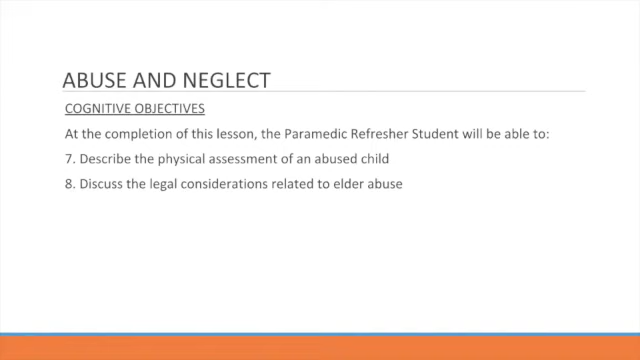 ABUSE AND NEGLECT
COGNITIVE OBJECTIVES
At the completion of this lesson, the Paramedic Refresher Student will be able to:
7. Describe the physical assessment of an abused child
8. Discuss the legal considerations related to elder abuse